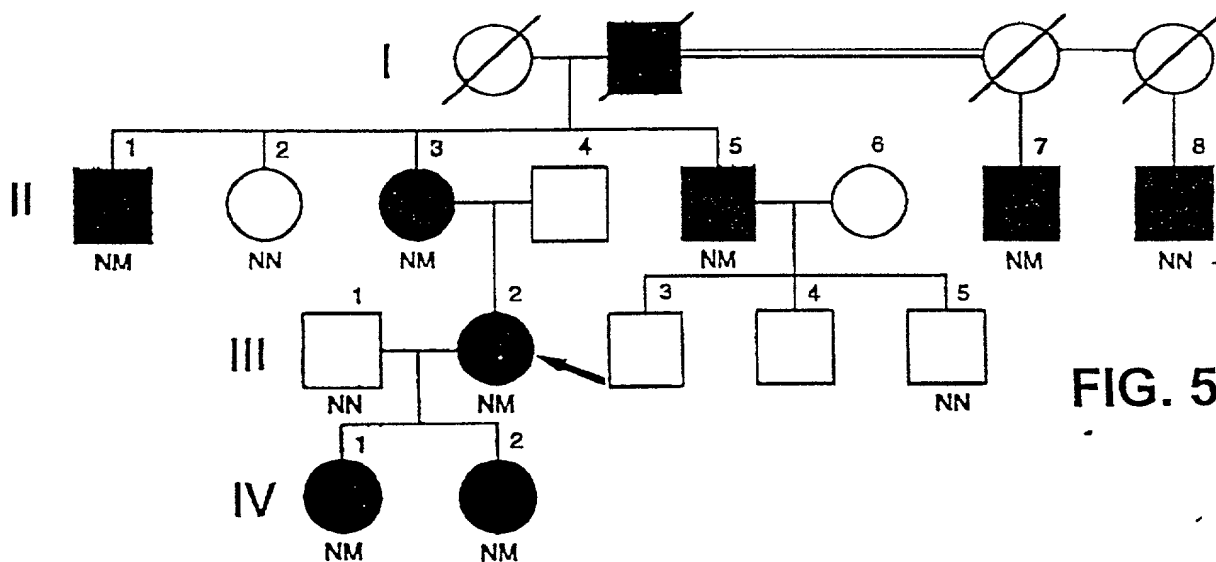 I
1 2 3 4 5 6 7 8
II
NM NN NM NM NM NN
1 2 3 4 5
III
NN NM NN
FIG. 5
1 2
IV
NM NM